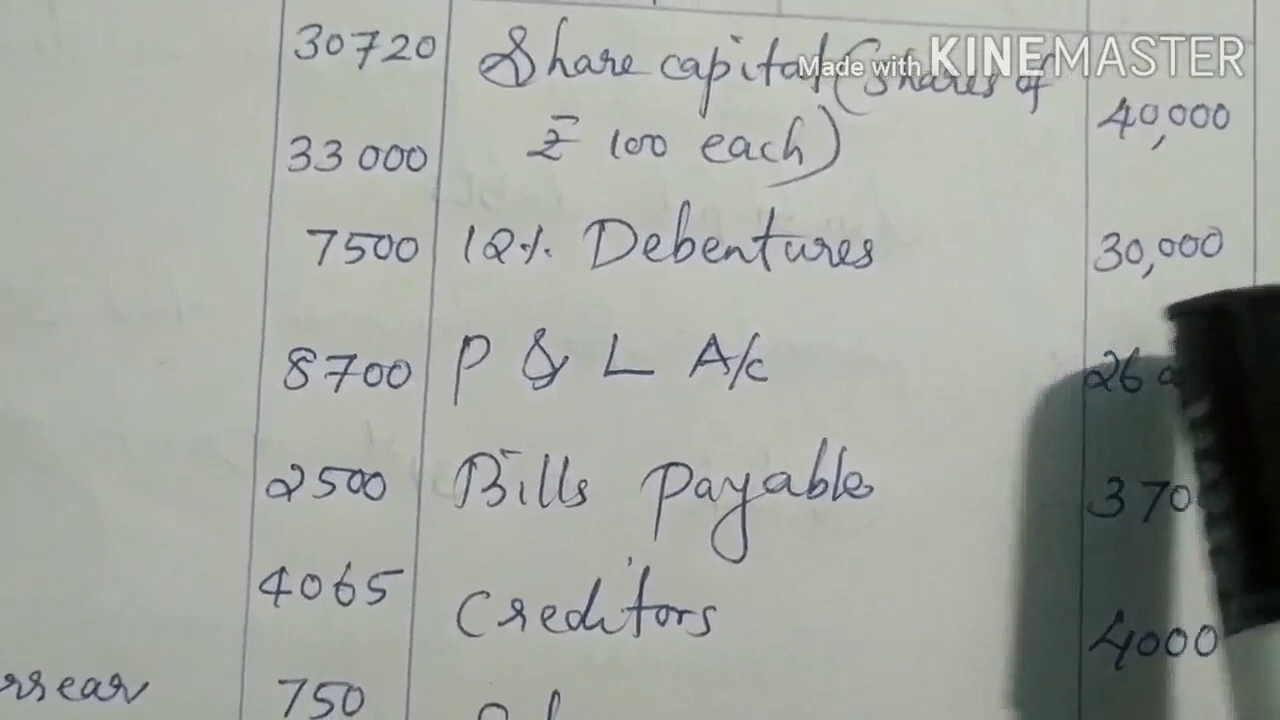 30720 Share capital (shares of
Made with KINEMASTER
33000 ₹ 100 each) 40,000
7500 12% Debentures 30,000
8700 P & L A/c
2500 Bills Payable
4065 Creditors 4000
750